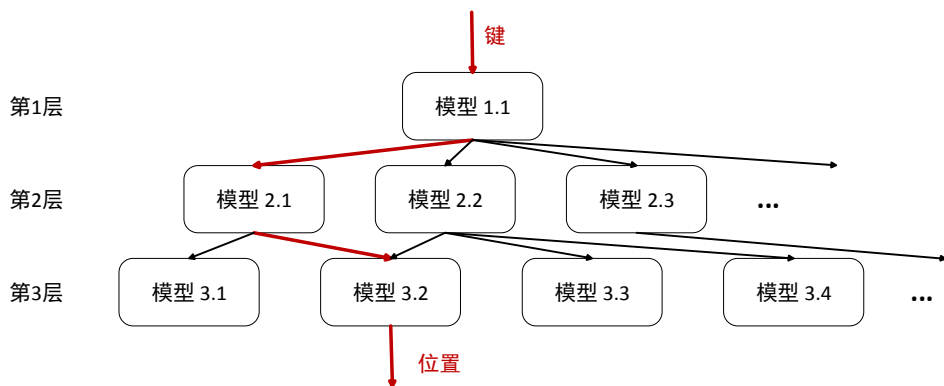 键
第1层
模型 1.1
第2层
模型 2.1
模型 2.2
模型 2.3
...
第3层
模型 3.1
模型 3.2
模型 3.3
模型 3.4
...
位置